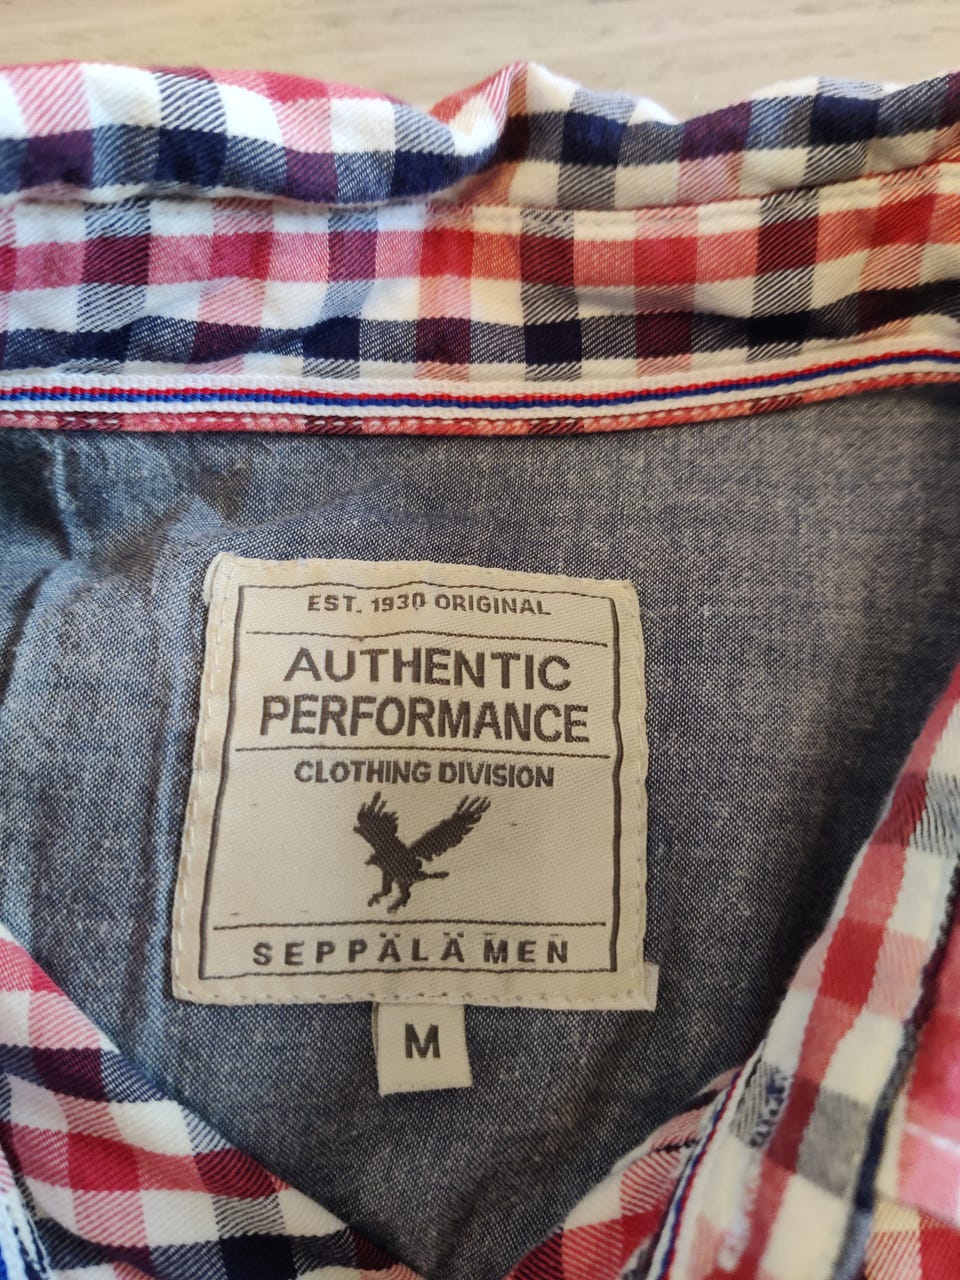 EST. 1930 ORIGINAL
AUTHENTIC
PERFORMANCE
CLOTHING DIVISION
SEPPÄLÄ MEN
M